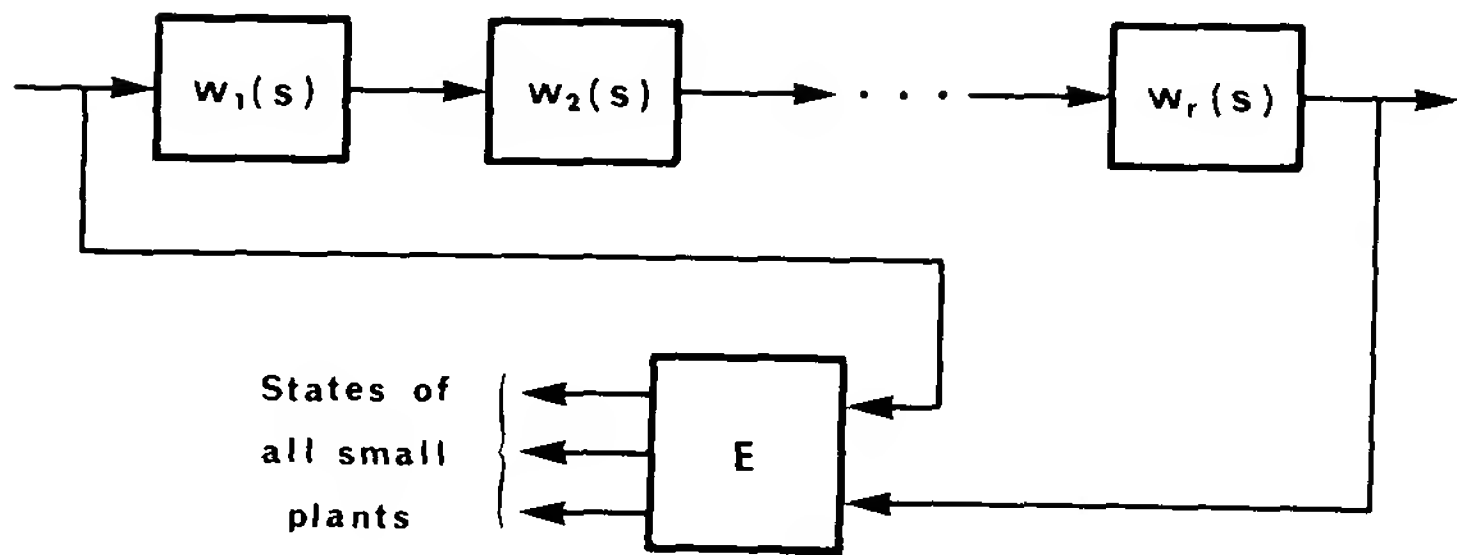 w₁(s) w₂(s) . . . wᵣ(s)
States of
all small
plants
E